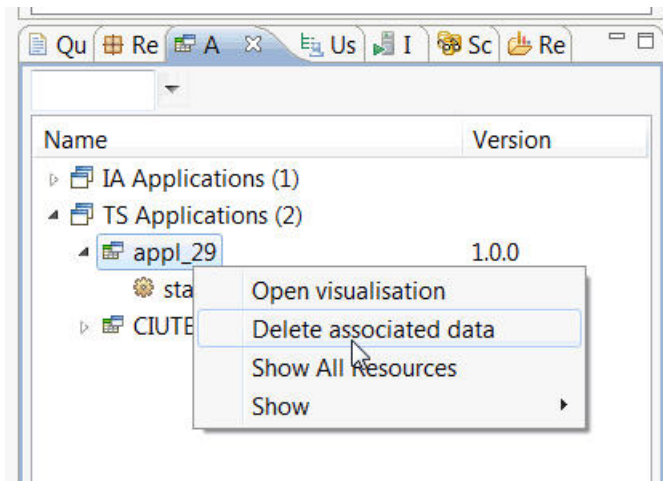 Qu Re A Us I Sc Re
Name Version
IA Applications (1)
TS Applications (2)
appl_29 1.0.0
sta
Open visualisation
CIUTE
Delete associated data
Show All Resources
Show